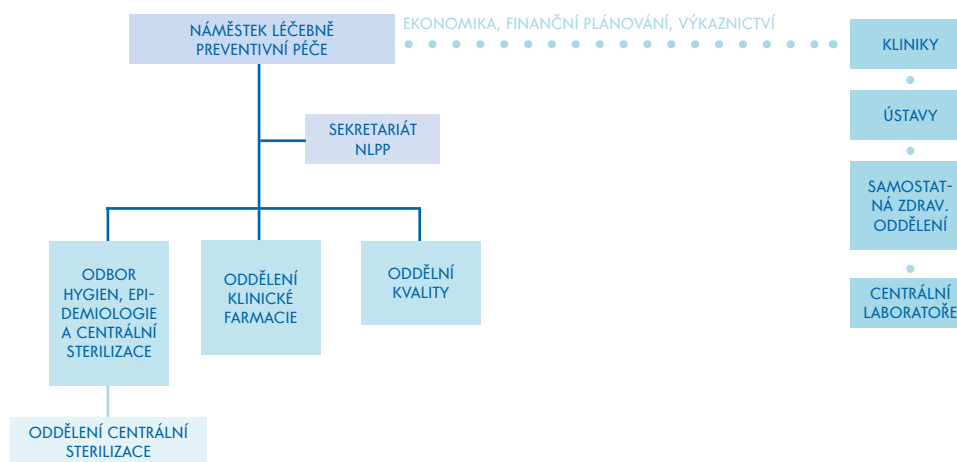 NÁMĚSTEK LÉČEBNĚ
PREVENTIVNÍ PÉČE
EKONOMIKA, FINANČNÍ PLÁNOVÁNÍ, VÝKAZNICTVÍ
KLINIKY
ÚSTAVY
SAMOSTAT-
NÁ ZDRAV.
ODDĚLENÍ
CENTRÁLNÍ
LABORATOŘE
SEKRETARIÁT
NLPP
ODBOR
HYGIEN, EPI-
DEMIOLOGIE
A CENTRÁLNÍ
STERILIZACE
ODDĚLENÍ
KLINICKÉ
FARMACIE
ODDĚLNÍ
KVALITY
ODDĚLENÍ CENTRÁLNÍ
STERILIZACE